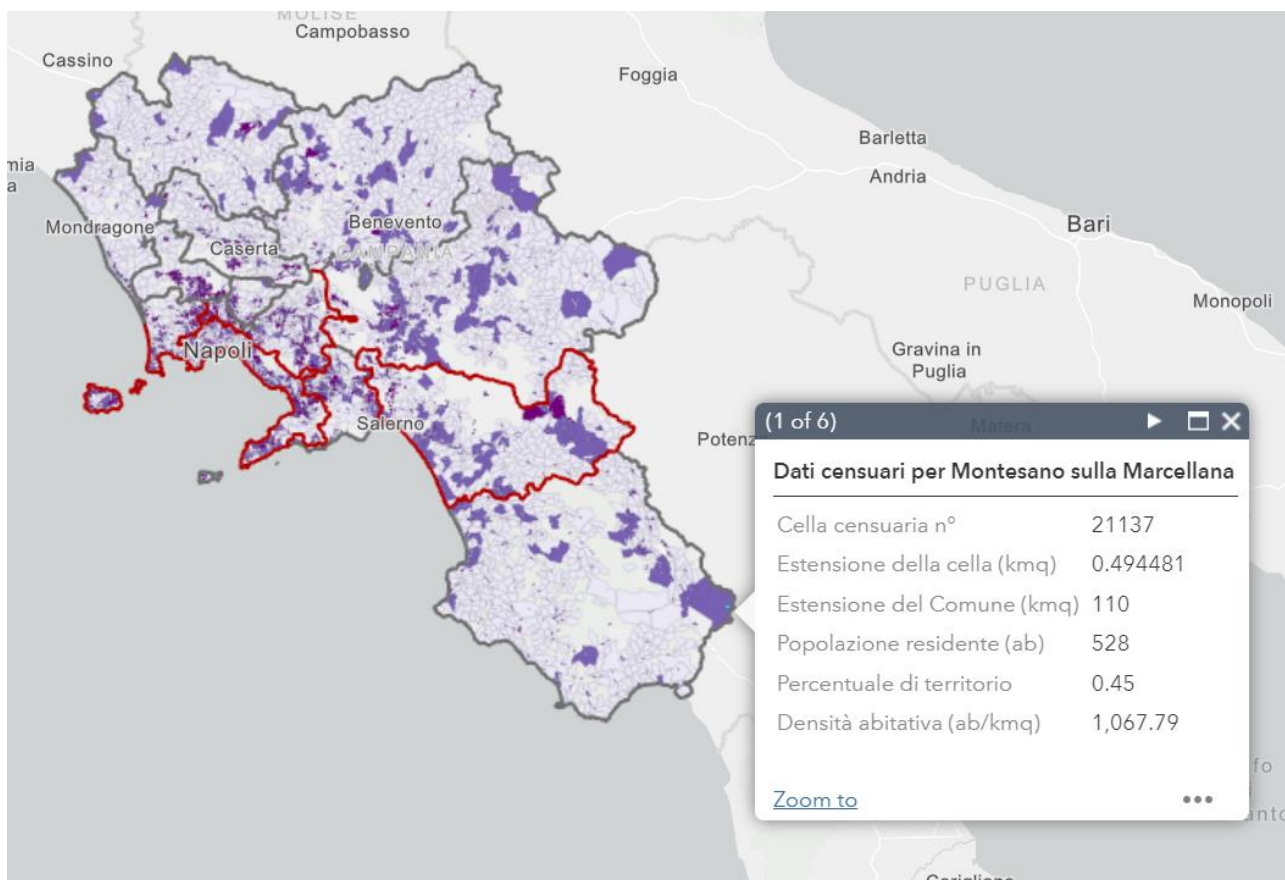 MOLISE
Campobasso
Cassino
Foggia
Barletta
Andria
mia
a
Mondragone
Benevento
Bari
Caserta
CAMPANIA
PUGLIA
Monopoli
Napoli
Gravina in
Puglia
Salerno
Potenz
Matera
(1 of 6)
Dati censuari per Montesano sulla Marcellana
Cella censuaria n° 21137
Estensione della cella (kmq) 0.494481
Estensione del Comune (kmq) 110
Popolazione residente (ab) 528
Percentuale di territorio 0.45
Densità abitativa (ab/kmq) 1,067.79
Zoom to
fo
anto